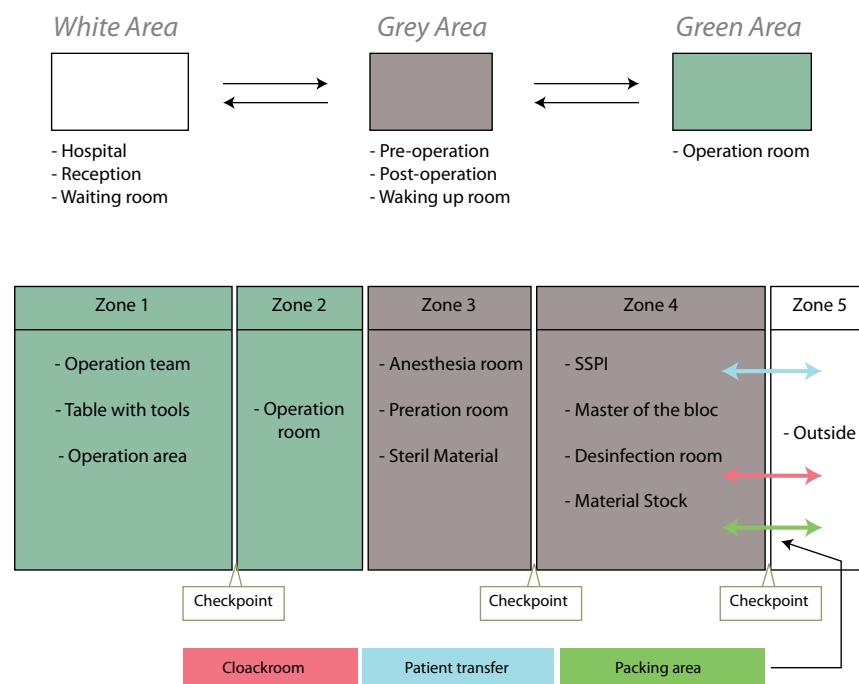 White Area
Grey Area
Green Area
- Hospital
- Reception
- Waiting room
- Pre-operation
- Post-operation
- Waking up room
- Operation room
Zone 1
Zone 2
Zone 3
Zone 4
Zone 5
- Operation team
- Table with tools
- Operation area
- Operation
room
- Anesthesia room
- Preration room
- Steril Material
- SSPI
- Master of the bloc
- Desinfection room
- Material Stock
- Outside
Checkpoint
Checkpoint
Checkpoint
Cloackroom
Patient transfer
Packing area